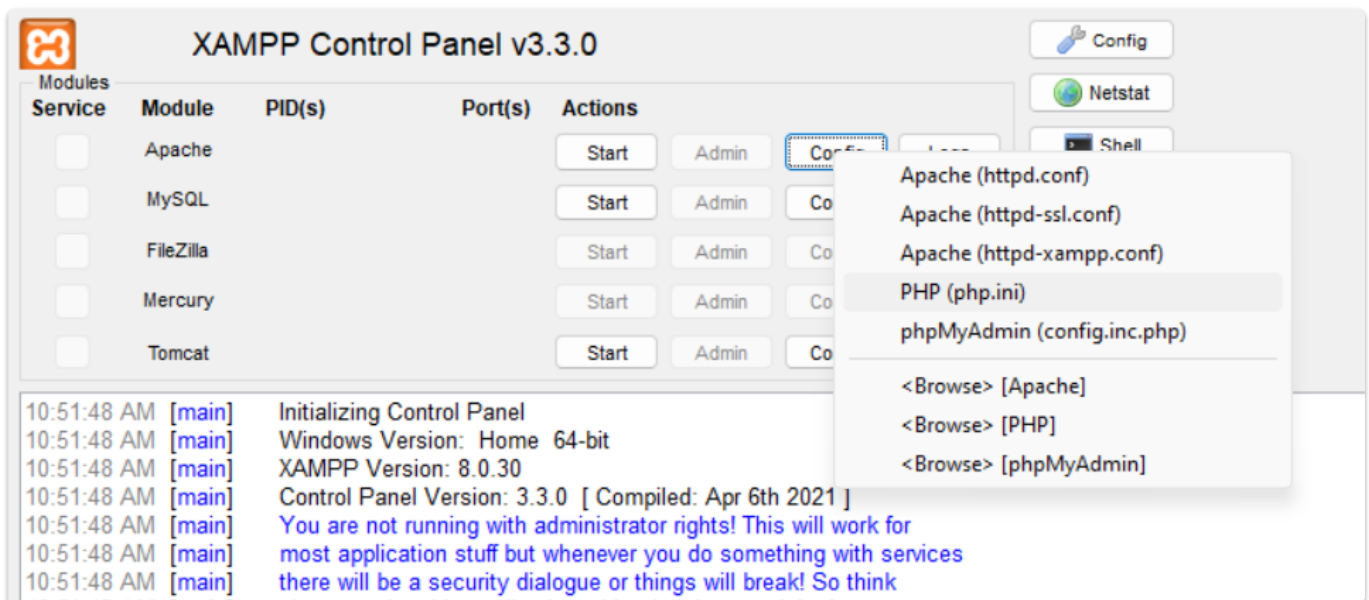 XAMPP Control Panel v3.3.0
Config
Modules
Netstat
Service Module PID(s) Port(s) Actions
Shell
Apache Start Admin Config Logs
MySQL Start Admin Co
FileZilla Start Admin Co
Mercury Start Admin Co
Tomcat Start Admin Co
Apache (httpd.conf)
Apache (httpd-ssl.conf)
Apache (httpd-xampp.conf)
PHP (php.ini)
phpMyAdmin (config.inc.php)
<Browse> [Apache]
<Browse> [PHP]
<Browse> [phpMyAdmin]
10:51:48 AM [main] Initializing Control Panel
10:51:48 AM [main] Windows Version: Home 64-bit
10:51:48 AM [main] XAMPP Version: 8.0.30
10:51:48 AM [main] Control Panel Version: 3.3.0 [ Compiled: Apr 6th 2021 ]
10:51:48 AM [main] You are not running with administrator rights! This will work for
10:51:48 AM [main] most application stuff but whenever you do something with services
10:51:48 AM [main] there will be a security dialogue or things will break! So think